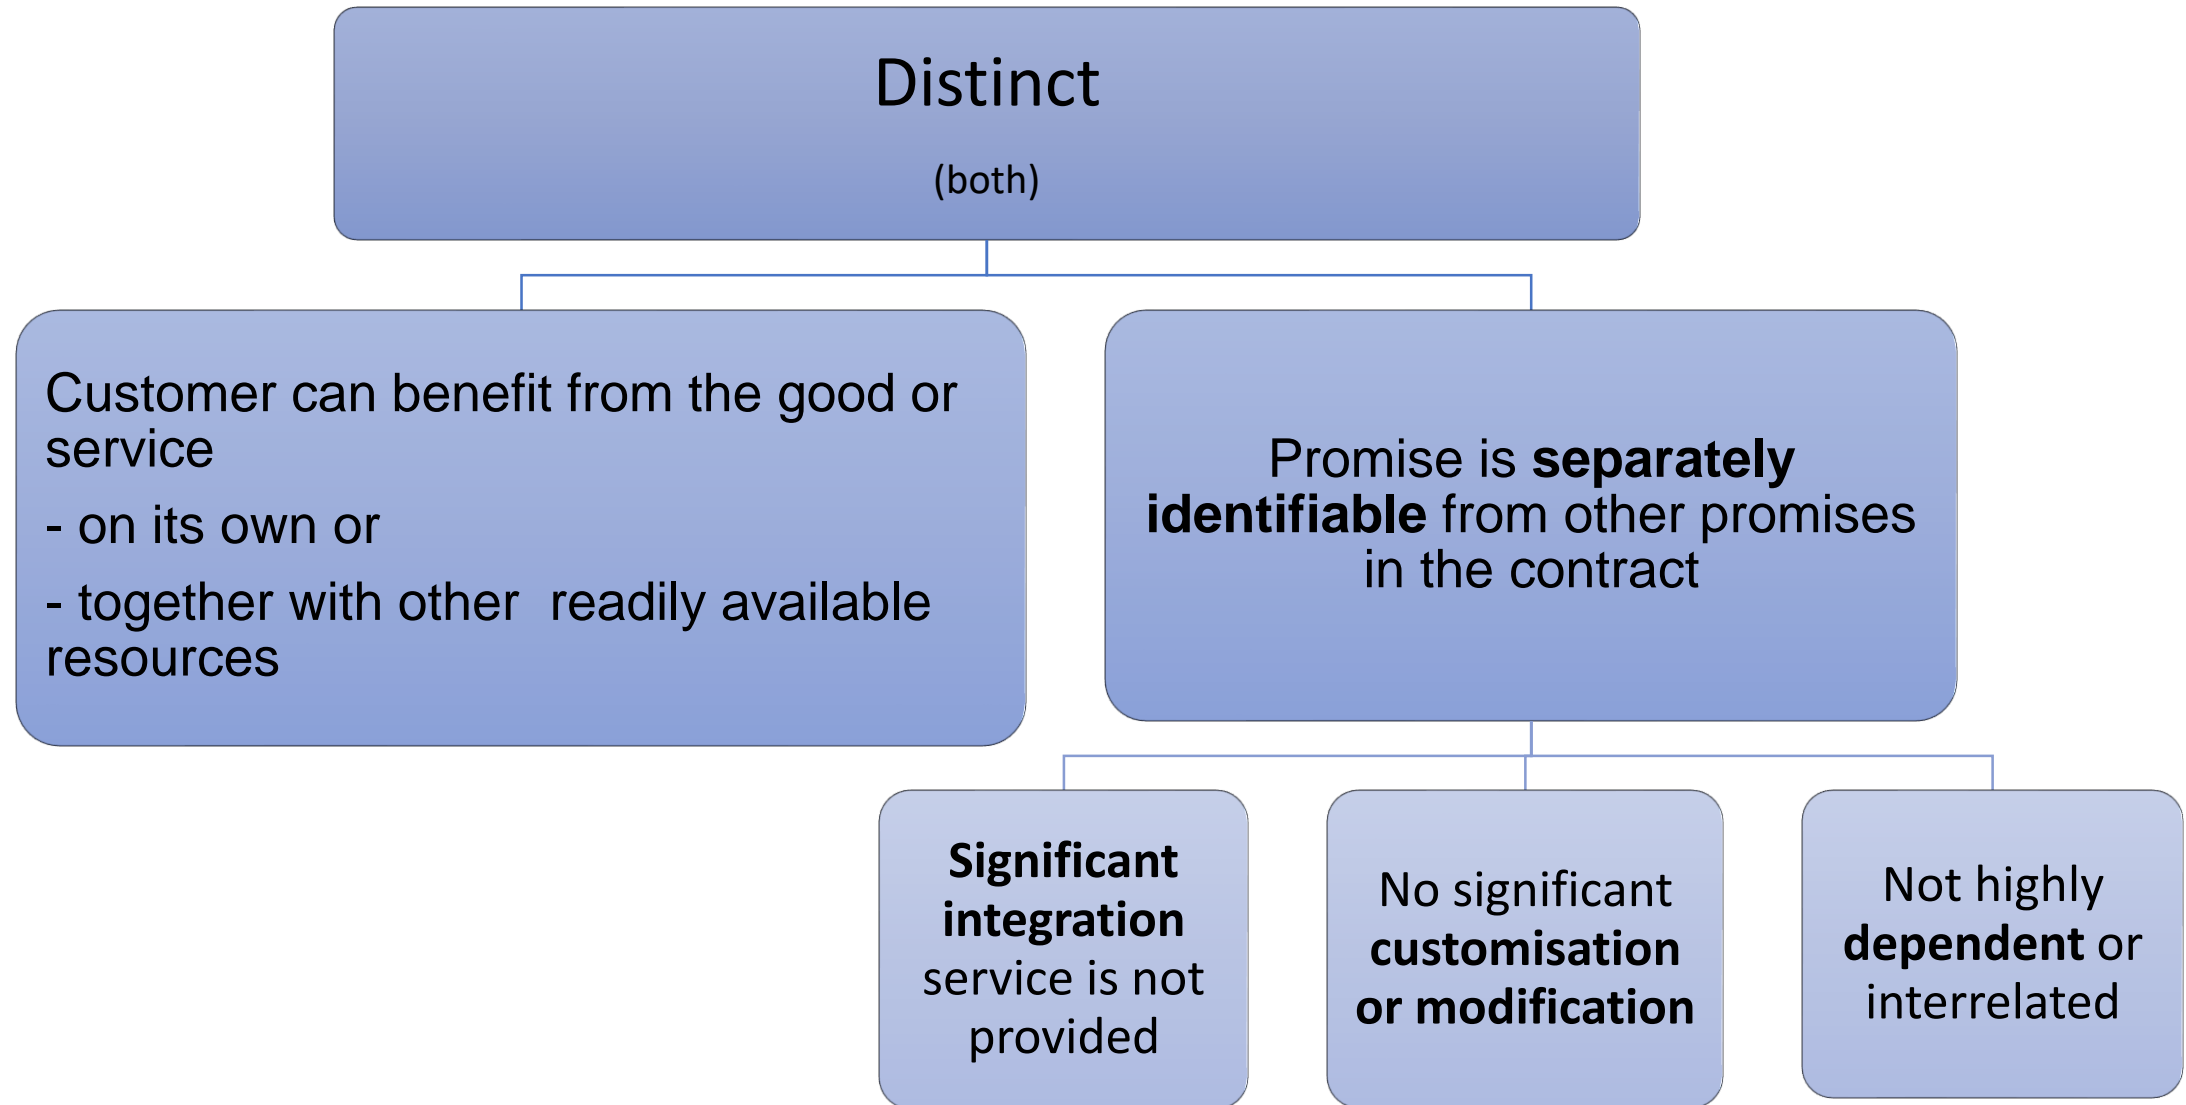 Distinct
(both)
Customer can benefit from the good or
service
- on its own or
- together with other  readily available
resources
Promise is separately
identifiable from other promises
in the contract
Significant
integration
service is not
provided
No significant
customisation
or modification
Not highly
dependent or
interrelated